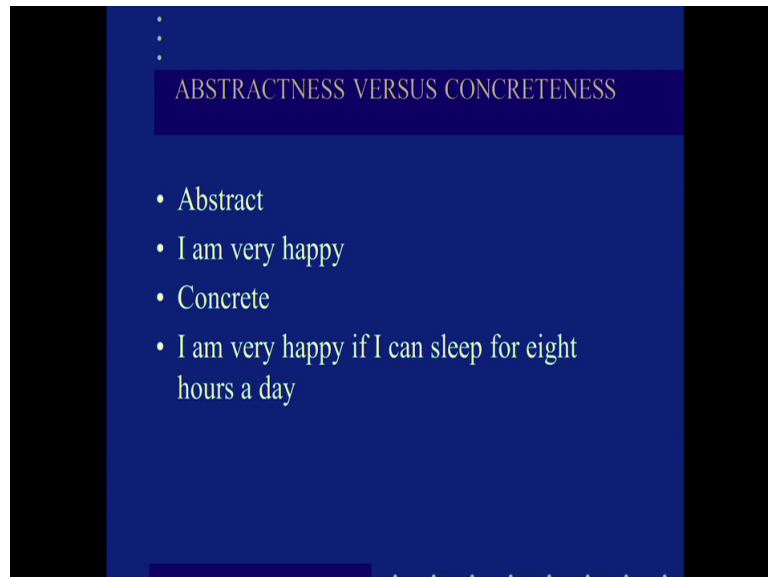 ABSTRACTNESS VERSUS CONCRETENESS
• Abstract
• I am very happy
• Concrete
• I am very happy if I can sleep for eight
hours a day